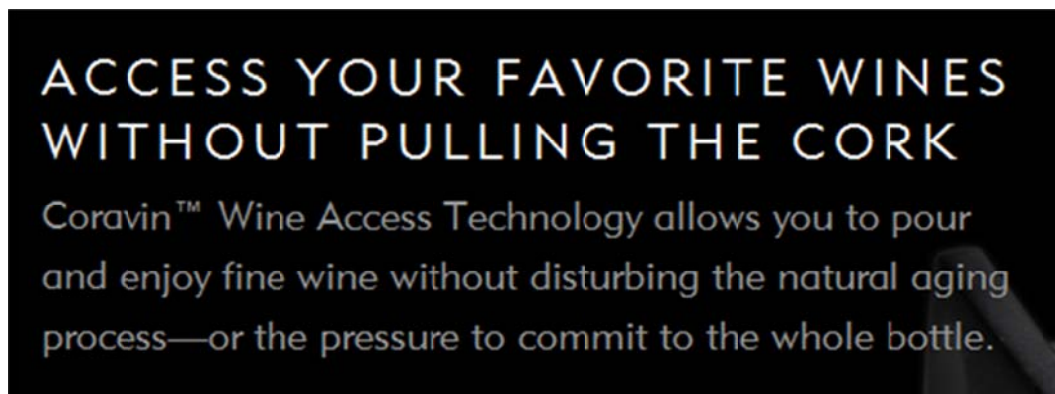 ACCESS YOUR FAVORITE WINES
WITHOUT PULLING THE CORK
Coravin™ Wine Access Technology allows you to pour
and enjoy fine wine without disturbing the natural aging
process—or the pressure to commit to the whole bottle.